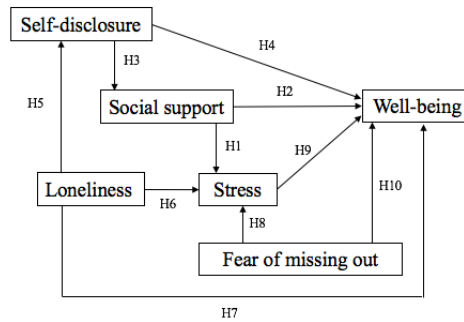 Self-disclosure
H4
H3
H2
Social support
Well-being
H5
H1
H9
Loneliness
H6
Stress
H10
H8
Fear of missing out
H7